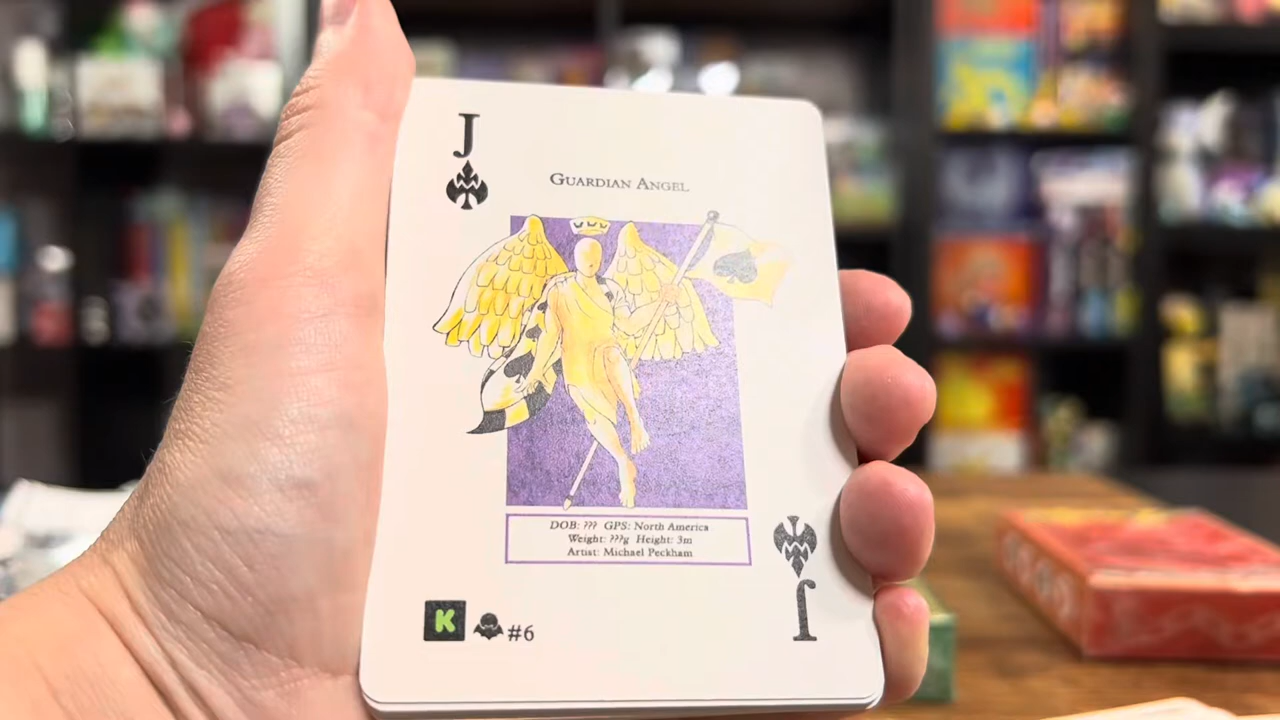 J
GUARDIAN ANGEL
DOB: ??? GPS: North America
Weight: ???g Height: 3m
Artist: Michael Peckham
K #6
J